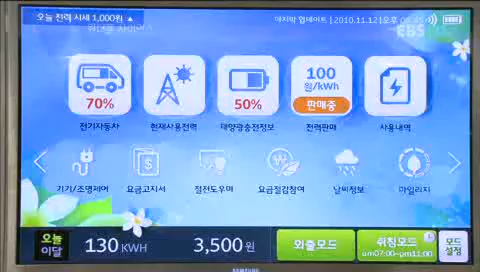 오늘 전력 시세 1,000원 ▲
마지막 업데이트 | 2010.11.12 | 오후
EBS
70%
50%
100
원/kWh
판매중
전기자동차
현재사용전력
태양광충전정보
전력판매
사용내역
기기/조명제어
요금고지서
절전도우미
요금절감참여
날씨정보
마일리지
오늘
이달
130 KWH
3,500 원
외출모드
취침모드
am07:00~pm11:00
모드
설정
SAMSUNG